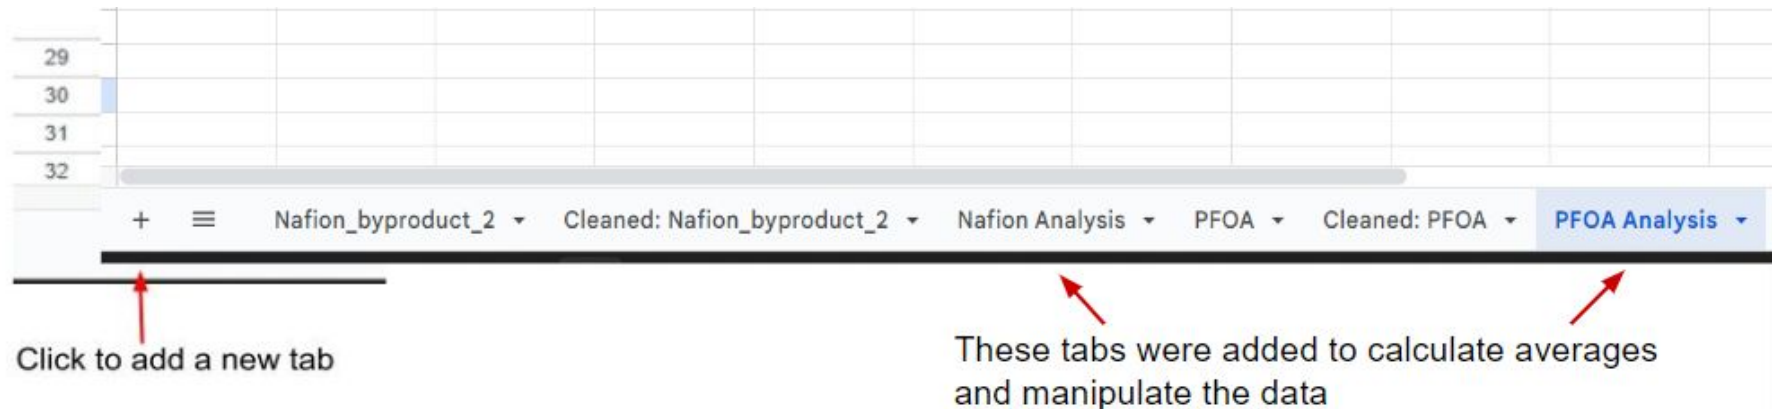 29
30
31
32
+ ≡ Nafion_byproduct_2 Cleaned: Nafion_byproduct_2 Nafion Analysis PFOA Cleaned: PFOA PFOA Analysis
Click to add a new tab
These tabs were added to calculate averages
and manipulate the data